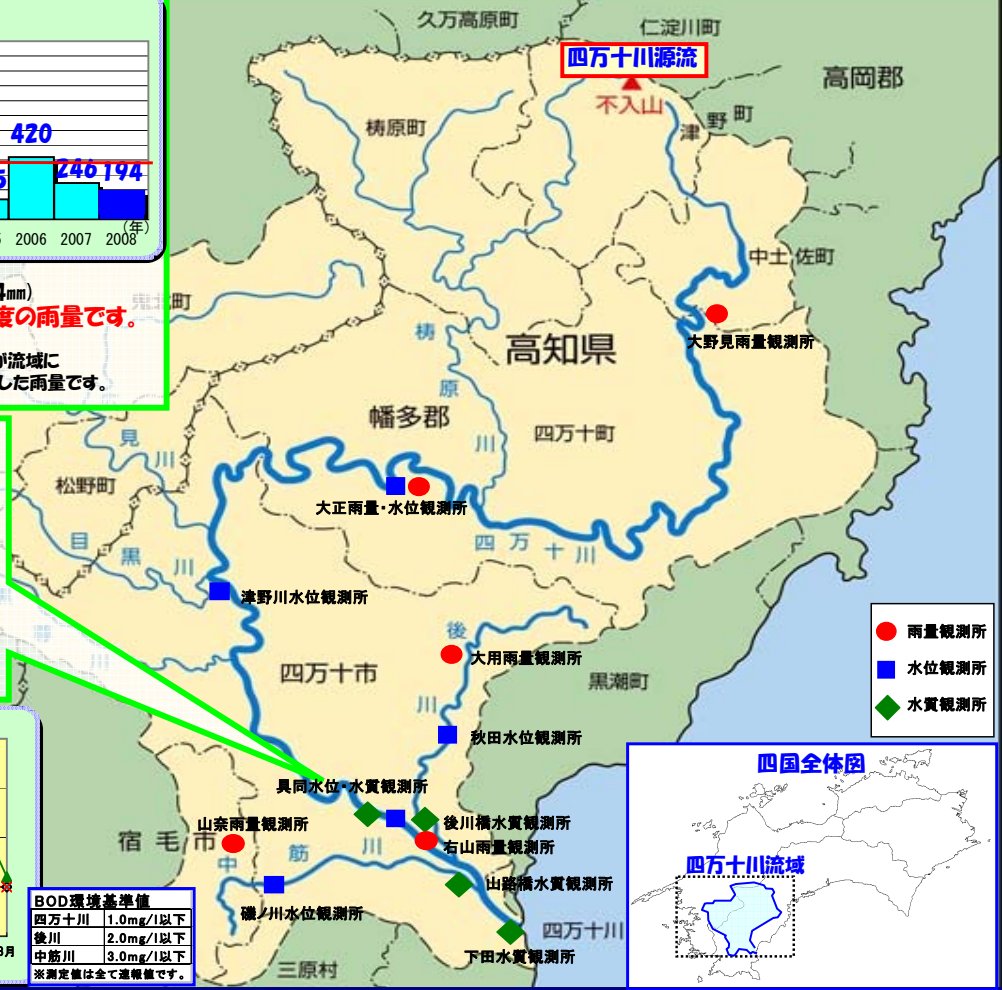 久万高原町
仁淀川町
四万十川源流
不入山
高岡郡
津野町
梼原町
420
246
194
2006 2007 2008
(年)
中土佐町
4mm)
度の雨量です。
が流域に
した雨量です。
鬼北町
大野見雨量観測所
高知県
梼原川
幡多郡
四万十町
見川
松野町
大正雨量・水位観測所
四万十川
目黒川
津野川水位観測所
後川
大用雨量観測所
四万十市
黒潮町
雨量観測所
水位観測所
水質観測所
秋田水位観測所
四国全体図
四万十川流域
具同水位・水質観測所
山奈雨量観測所
後川橋水質観測所
宿毛市
右山雨量観測所
中筋川
山路橋水質観測所
磯ノ川水位観測所
四万十川
下田水質観測所
三原村
BOD環境基準値
四万十川 1.0mg/l以下
後川 2.0mg/l以下
中筋川 3.0mg/l以下
※測定値は全て速報値です。
月